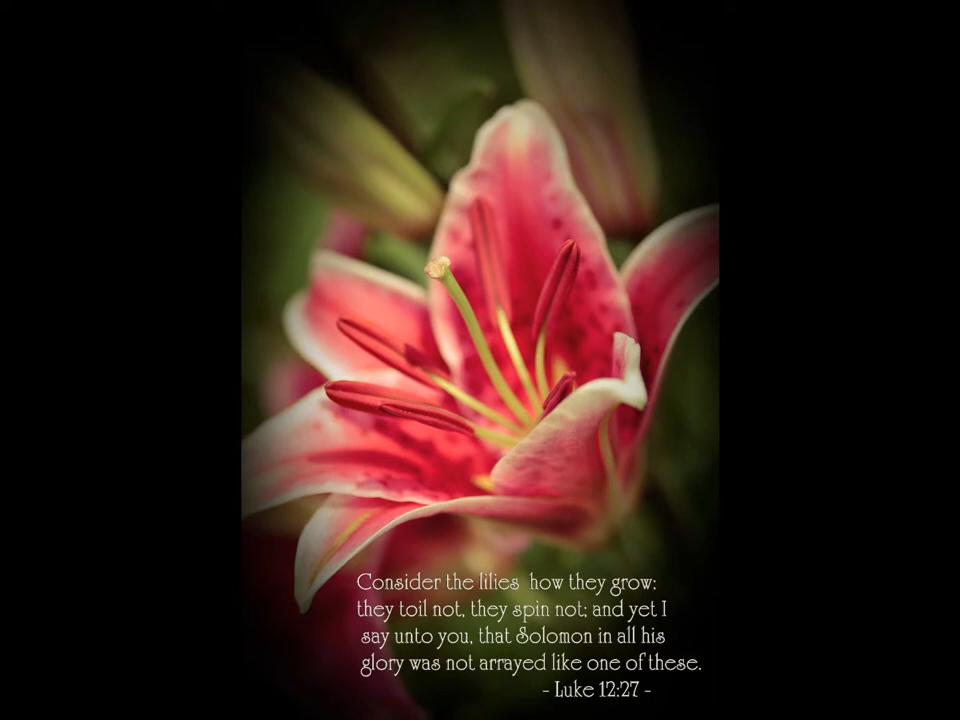 Consider the lilies how they grow:
they toil not, they spin not; and yet I
say unto you, that Solomon in all his
glory was not arrayed like one of these.
- Luke 12:27 -